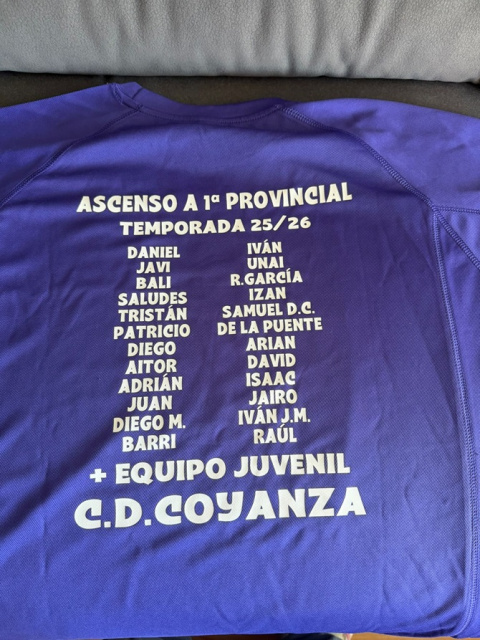 ASCENSO A 1ª PROVINCIAL
TEMPORADA 25/26
DANIEL
JAVI
BALI
SALUDES
TRISTÁN
PATRICIO
DIEGO
AITOR
ADRIÁN
JUAN
DIEGO M.
BARRI
IVÁN
UNAI
R.GARCÍA
IZAN
SAMUEL D.C.
DE LA PUENTE
ARIAN
DAVID
ISAAC
JAIRO
IVÁN J.M.
RAÚL
+ EQUIPO JUVENIL
C.D.COYANZA